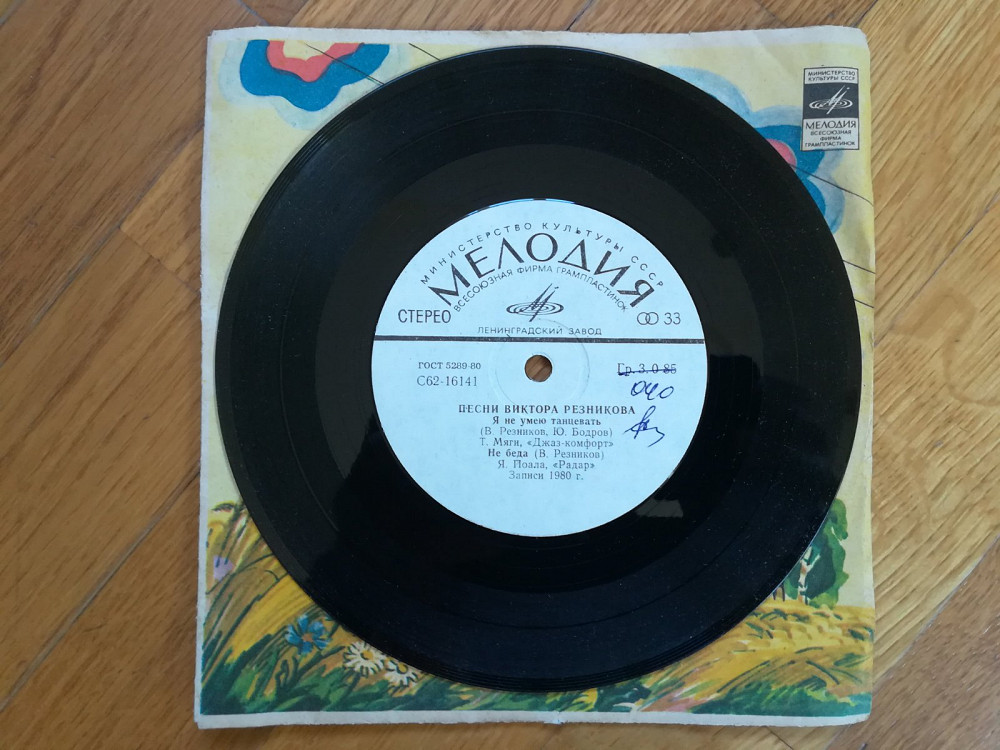 МИНИСТЕРСТВО
КУЛЬТУРЫ СССР
МЕЛОДИЯ
ВСЕСОЮЗНАЯ
ФИРМА
ГРАМПЛАСТИНОК
МИНИСТЕРСТВО КУЛЬТУРЫ СССР
МЕЛОДИЯ
ВСЕСОЮЗНАЯ ФИРМА ГРАМПЛАСТИНОК
СТЕРЕО
33
ЛЕНИНГРАДСКИЙ ЗАВОД
ГОСТ 5289-80
Гр. 3. 0-85
С62-16141
040
ПЕСНИ ВИКТОРА РЕЗНИКОВА
Я не умею танцевать
(В. Резников, Ю. Бодров)
Т. Мяги, «Джаз-комфорт»
Не беда (В. Резников)
Я. Поала, «Радар»
Записи 1980 г.